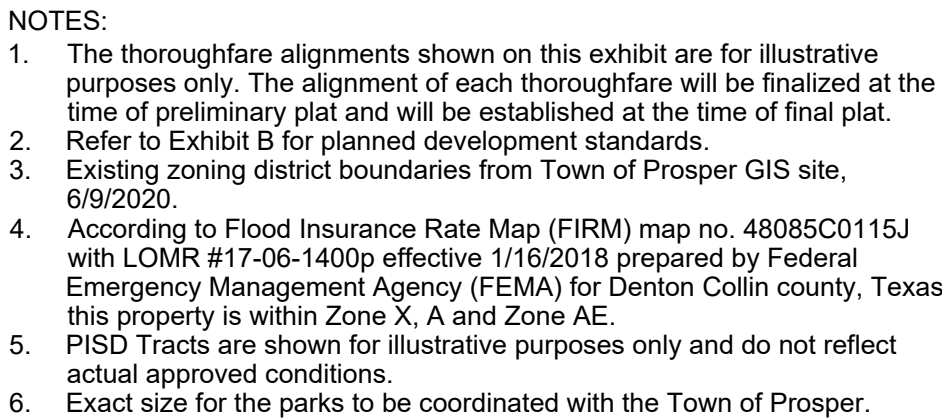 NOTES:
1. The thoroughfare alignments shown on this exhibit are for illustrative
purposes only. The alignment of each thoroughfare will be finalized at the
time of preliminary plat and will be established at the time of final plat.
2. Refer to Exhibit B for planned development standards.
3. Existing zoning district boundaries from Town of Prosper GIS site,
6/9/2020.
4. According to Flood Insurance Rate Map (FIRM) map no. 48085C0115J
with LOMR #17-06-1400p effective 1/16/2018 prepared by Federal
Emergency Management Agency (FEMA) for Denton Collin county, Texas
this property is within Zone X, A and Zone AE.
5. PISD Tracts are shown for illustrative purposes only and do not reflect
actual approved conditions.
6. Exact size for the parks to be coordinated with the Town of Prosper.